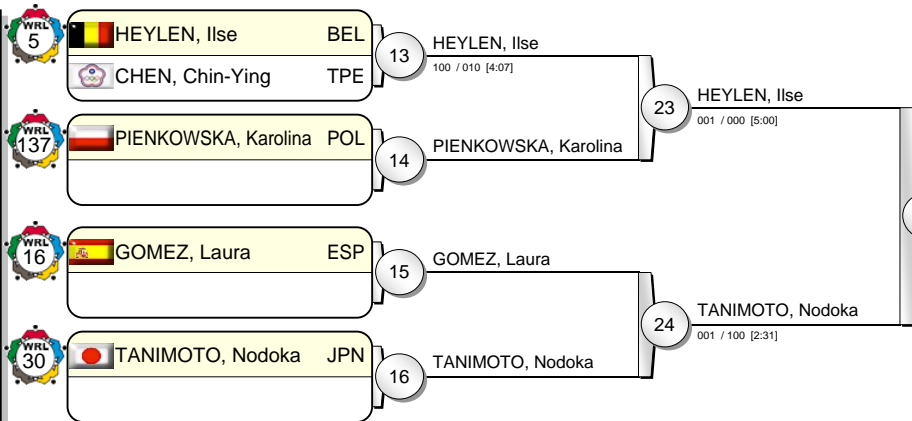 WRL
5
HEYLEN, Ilse BEL
CHEN, Chin-Ying TPE
13
HEYLEN, Ilse
100 / 010 [4:07]
23
HEYLEN, Ilse
001 / 000 [5:00]
WRL
137
PIENKOWSKA, Karolina POL
14
PIENKOWSKA, Karolina
WRL
16
GOMEZ, Laura ESP
15
GOMEZ, Laura
24
TANIMOTO, Nodoka
001 / 100 [2:31]
WRL
30
TANIMOTO, Nodoka JPN
16
TANIMOTO, Nodoka